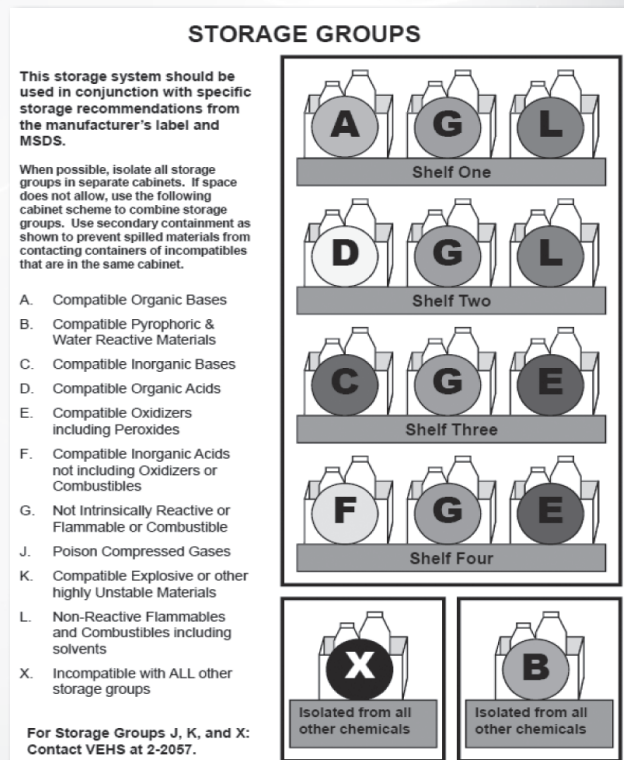 STORAGE GROUPS
This storage system should be
used in conjunction with specific
storage recommendations from
the manufacturer's label and
MSDS.
When possible, isolate all storage
groups in separate cabinets. If space
does not allow, use the following
cabinet scheme to combine storage
groups. Use secondary containment as
shown to prevent spilled materials from
contacting containers of incompatibles
that are in the same cabinet.
A. Compatible Organic Bases
B. Compatible Pyrophoric &
Water Reactive Materials
C. Compatible Inorganic Bases
D. Compatible Organic Acids
E. Compatible Oxidizers
including Peroxides
F. Compatible Inorganic Acids
not including Oxidizers or
Combustibles
G. Not Intrinsically Reactive or
Flammable or Combustible
J. Poison Compressed Gases
K. Compatible Explosive or other
highly Unstable Materials
L. Non-Reactive Flammables
and Combustibles including
solvents
X. Incompatible with ALL other
storage groups
For Storage Groups J, K, and X:
Contact VEHS at 2-2057.
A G L
Shelf One
D G L
Shelf Two
C G E
Shelf Three
F G E
Shelf Four
X
Isolated from all
other chemicals
B
Isolated from all
other chemicals